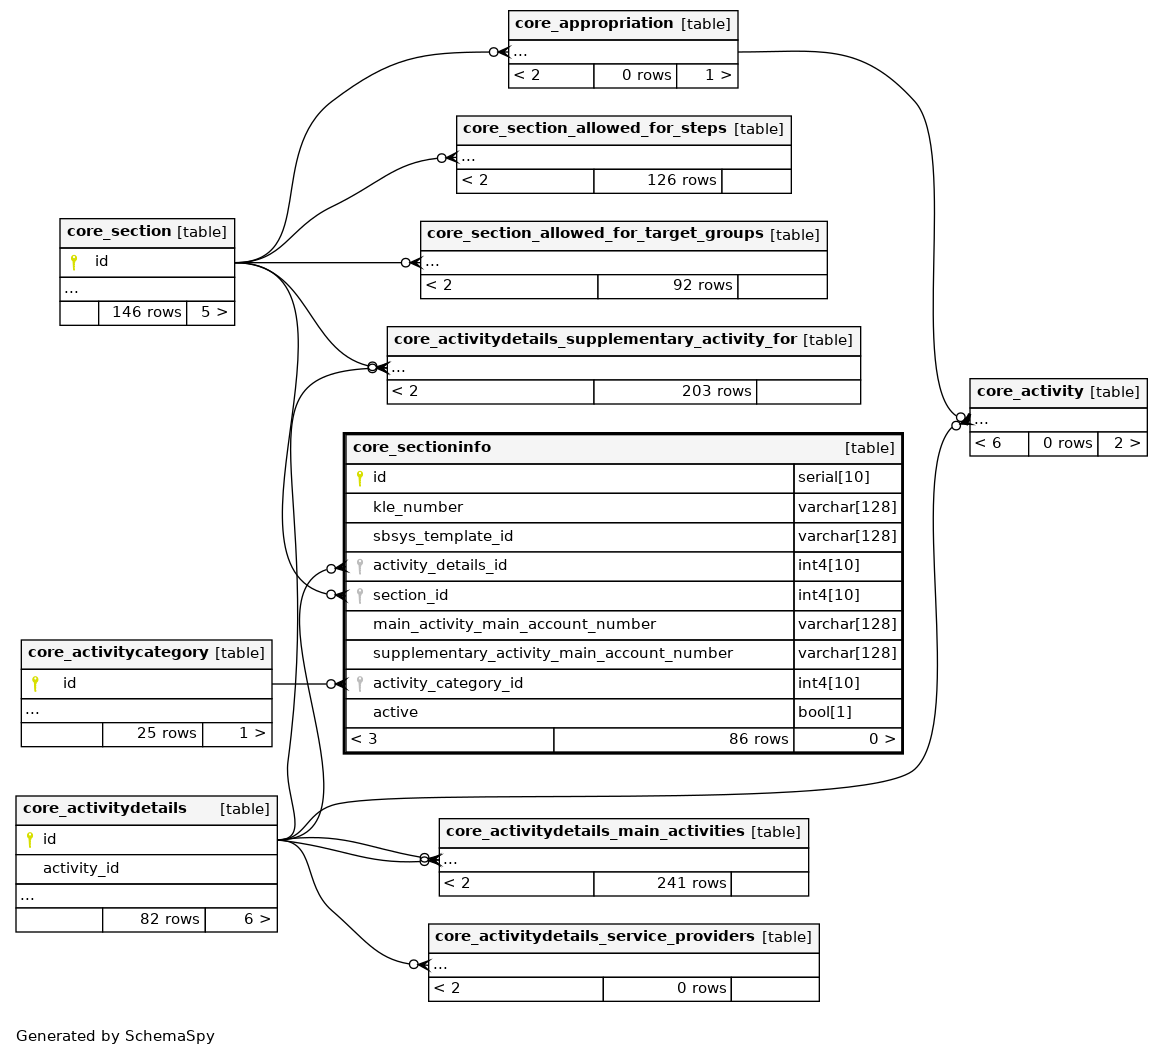 core_appropriation [table]
...
< 2 0 rows 1 >
core_section_allowed_for_steps [table]
...
< 2 126 rows
core_section [table]
id
...
146 rows 5 >
core_section_allowed_for_target_groups [table]
...
< 2 92 rows
core_activitydetails_supplementary_activity_for [table]
...
< 2 203 rows
core_activity [table]
...
< 6 0 rows 2 >
core_sectioninfo [table]
id serial[10]
kle_number varchar[128]
sbsys_template_id varchar[128]
activity_details_id int4[10]
section_id int4[10]
main_activity_main_account_number varchar[128]
supplementary_activity_main_account_number varchar[128]
activity_category_id int4[10]
active bool[1]
< 3 86 rows 0 >
core_activitycategory [table]
id
...
25 rows 1 >
core_activitydetails [table]
id
activity_id
...
82 rows 6 >
core_activitydetails_main_activities [table]
...
< 2 241 rows
core_activitydetails_service_providers [table]
...
< 2 0 rows
Generated by SchemaSpy